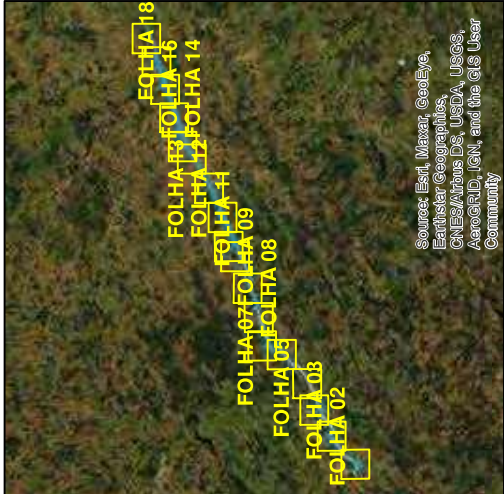 FOLHA 18
FOLHA 16
FOLHA 14
FOLHA 13
FOLHA 12
FOLHA 11
FOLHA 09
FOLHA 08
FOLHA 07
FOLHA 05
FOLHA 03
FOLHA 02
Source: Esri, Maxar, GeoEye,
Earthstar Geographics,
CNES/Airbus DS, USDA, USGS,
AeroGRID, IGN, and the GIS User
Community